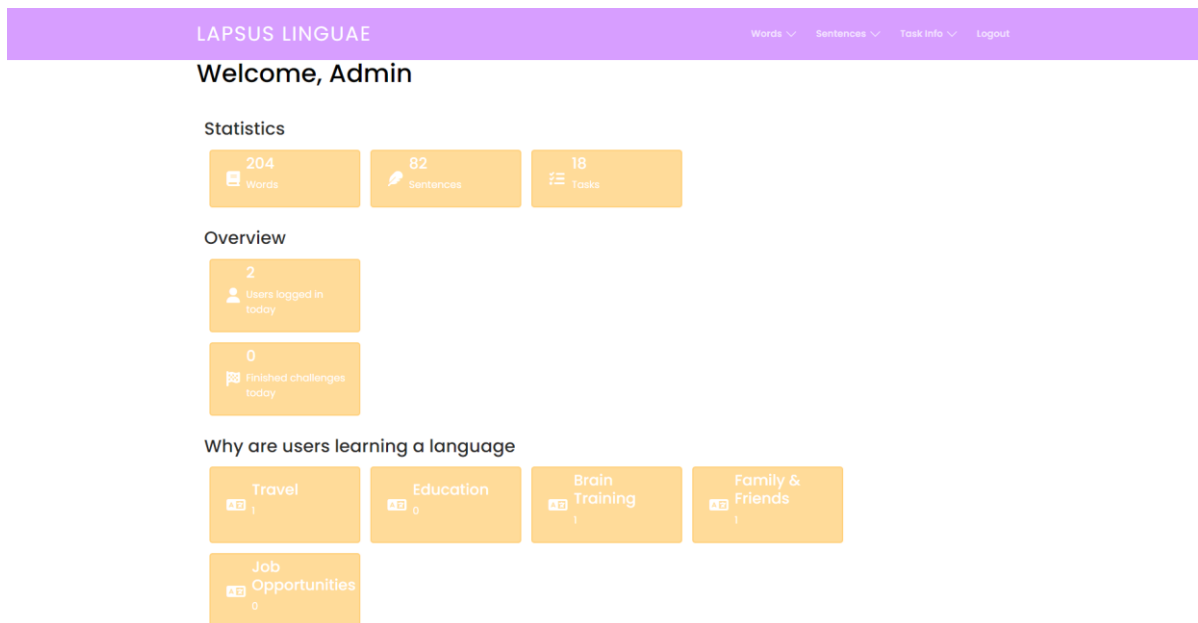 LAPSUS LINGUAE
Words Sentences Task Info Logout
Welcome, Admin
Statistics
204
Words
82
Sentences
18
Tasks
Overview
2
Users logged in
today
0
Finished challenges
today
Why are users learning a language
Travel
1
Education
0
Brain
Training
1
Family &
Friends
1
Job
Opportunities
0